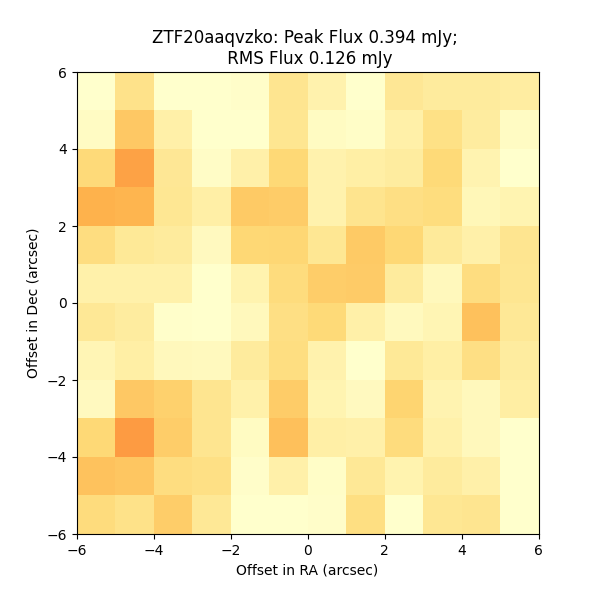 ZTF20aaqvzko: Peak Flux 0.394 mJy;
RMS Flux 0.126 mJy
6
4
2
0
−2
−4
−6
Offset in Dec (arcsec)
−6 −4 −2 0 2 4 6
Offset in RA (arcsec)